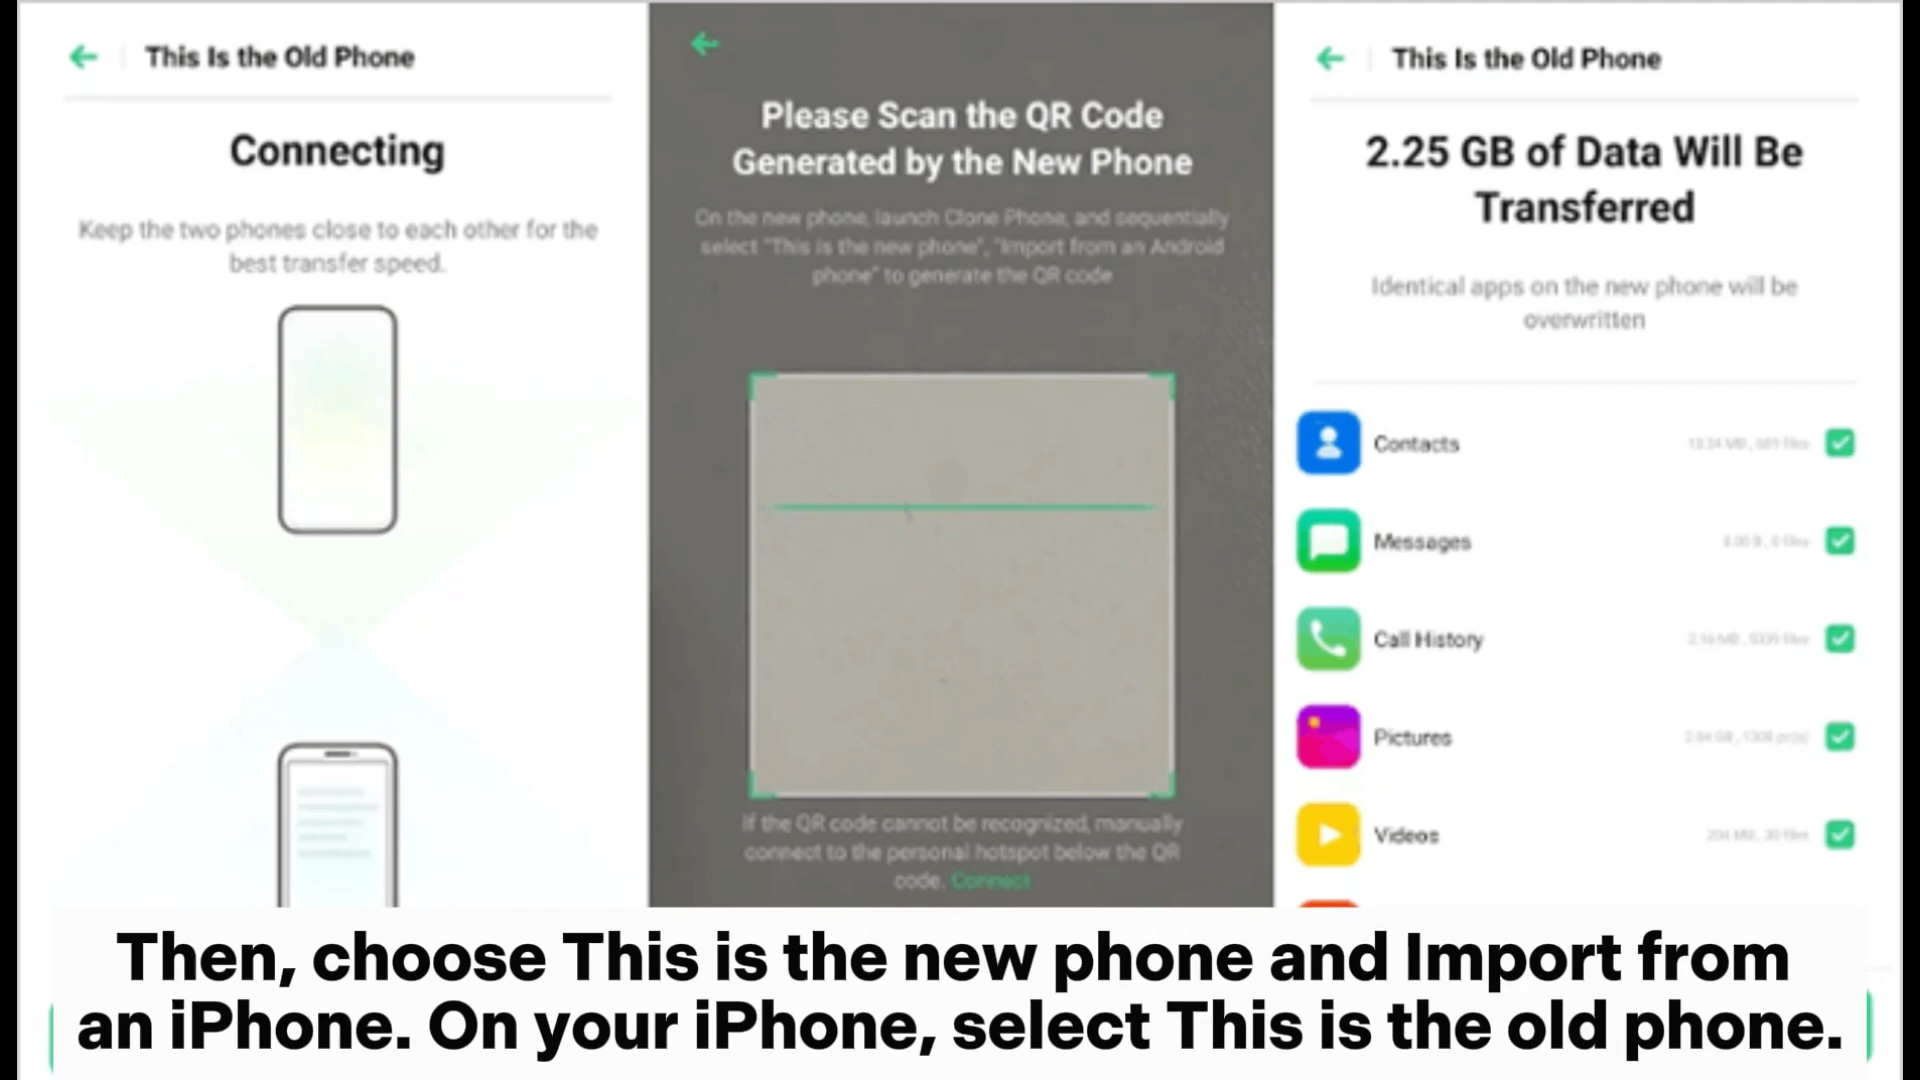 This Is the Old Phone
Connecting
Keep the two phones close to each other for the
best transfer speed.
Please Scan the QR Code
Generated by the New Phone
On the new phone, launch Clone Phone, and sequentially
select "This is the new phone", "Import from an Android
phone" to generate the QR code
If the QR code cannot be recognized, manually
connect to the personal hotspot below the QR
code. Connect
This Is the Old Phone
2.25 GB of Data Will Be
Transferred
Identical apps on the new phone will be
overwritten
Contacts
Messages
Call History
Pictures
Videos
Then, choose This is the new phone and Import from
an iPhone. On your iPhone, select This is the old phone.